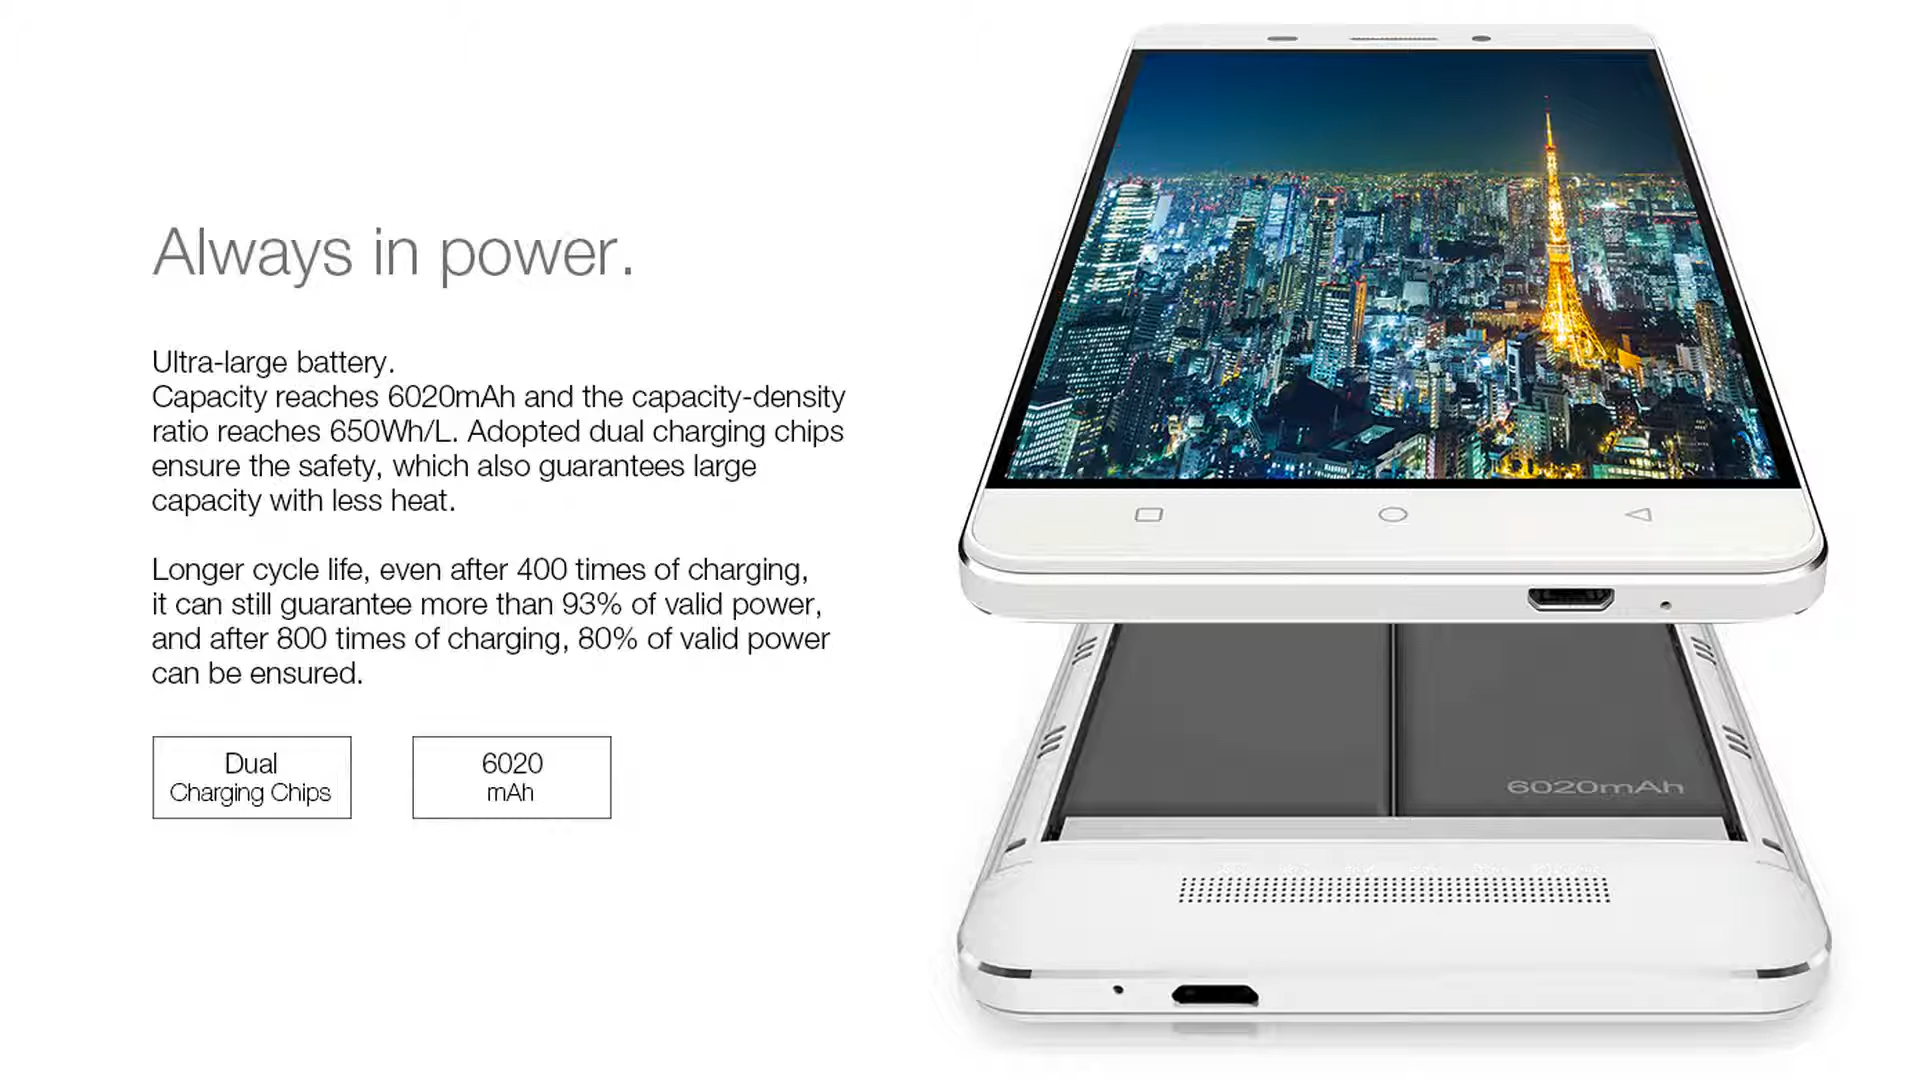 Always in power.
Ultra-large battery.
Capacity reaches 6020mAh and the capacity-density
ratio reaches 650Wh/L. Adopted dual charging chips
ensure the safety, which also guarantees large
capacity with less heat.
Longer cycle life, even after 400 times of charging,
it can still guarantee more than 93% of valid power,
and after 800 times of charging, 80% of valid power
can be ensured.
Dual
Charging Chips
6020
mAh
6020mAh